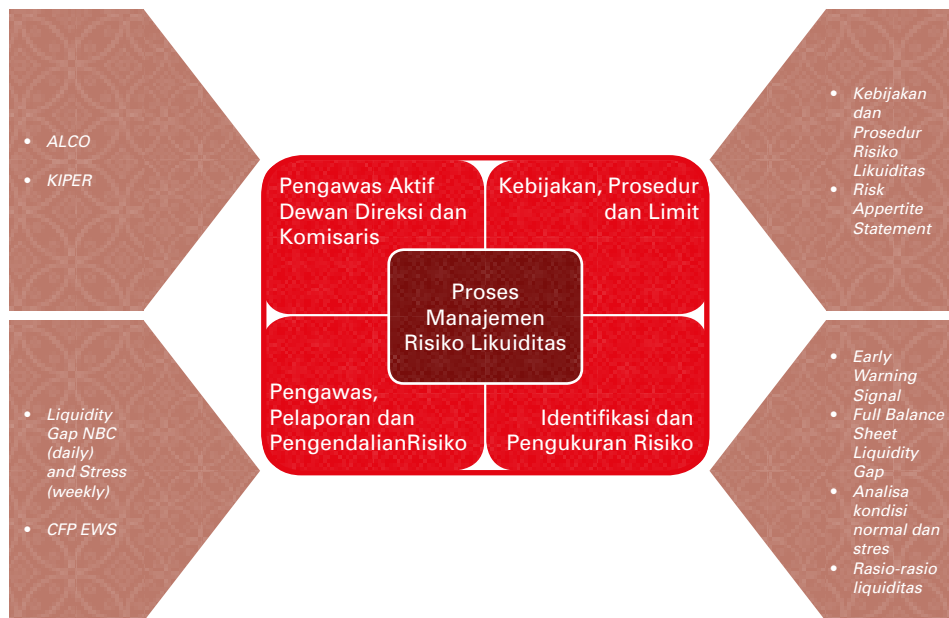 • ALCO
• KIPER
Pengawas Aktif
Dewan Direksi dan
Komisaris
Kebijakan, Prosedur
dan Limit
• Kebijakan
dan
Prosedur
Risiko
Likuiditas
• Risk
Appertite
Statement
Proses
Manajemen
Risiko Likuiditas
• Liquidity
Gap NBC
(daily)
and Stress
(weekly)
• CFP EWS
Pengawas,
Pelaporan dan
PengendalianRisiko
Identifikasi dan
Pengukuran Risiko
• Early
Warning
Signal
• Full Balance
Sheet
Liquidity
Gap
• Analisa
kondisi
normal dan
stres
• Rasio-rasio
liquiditas